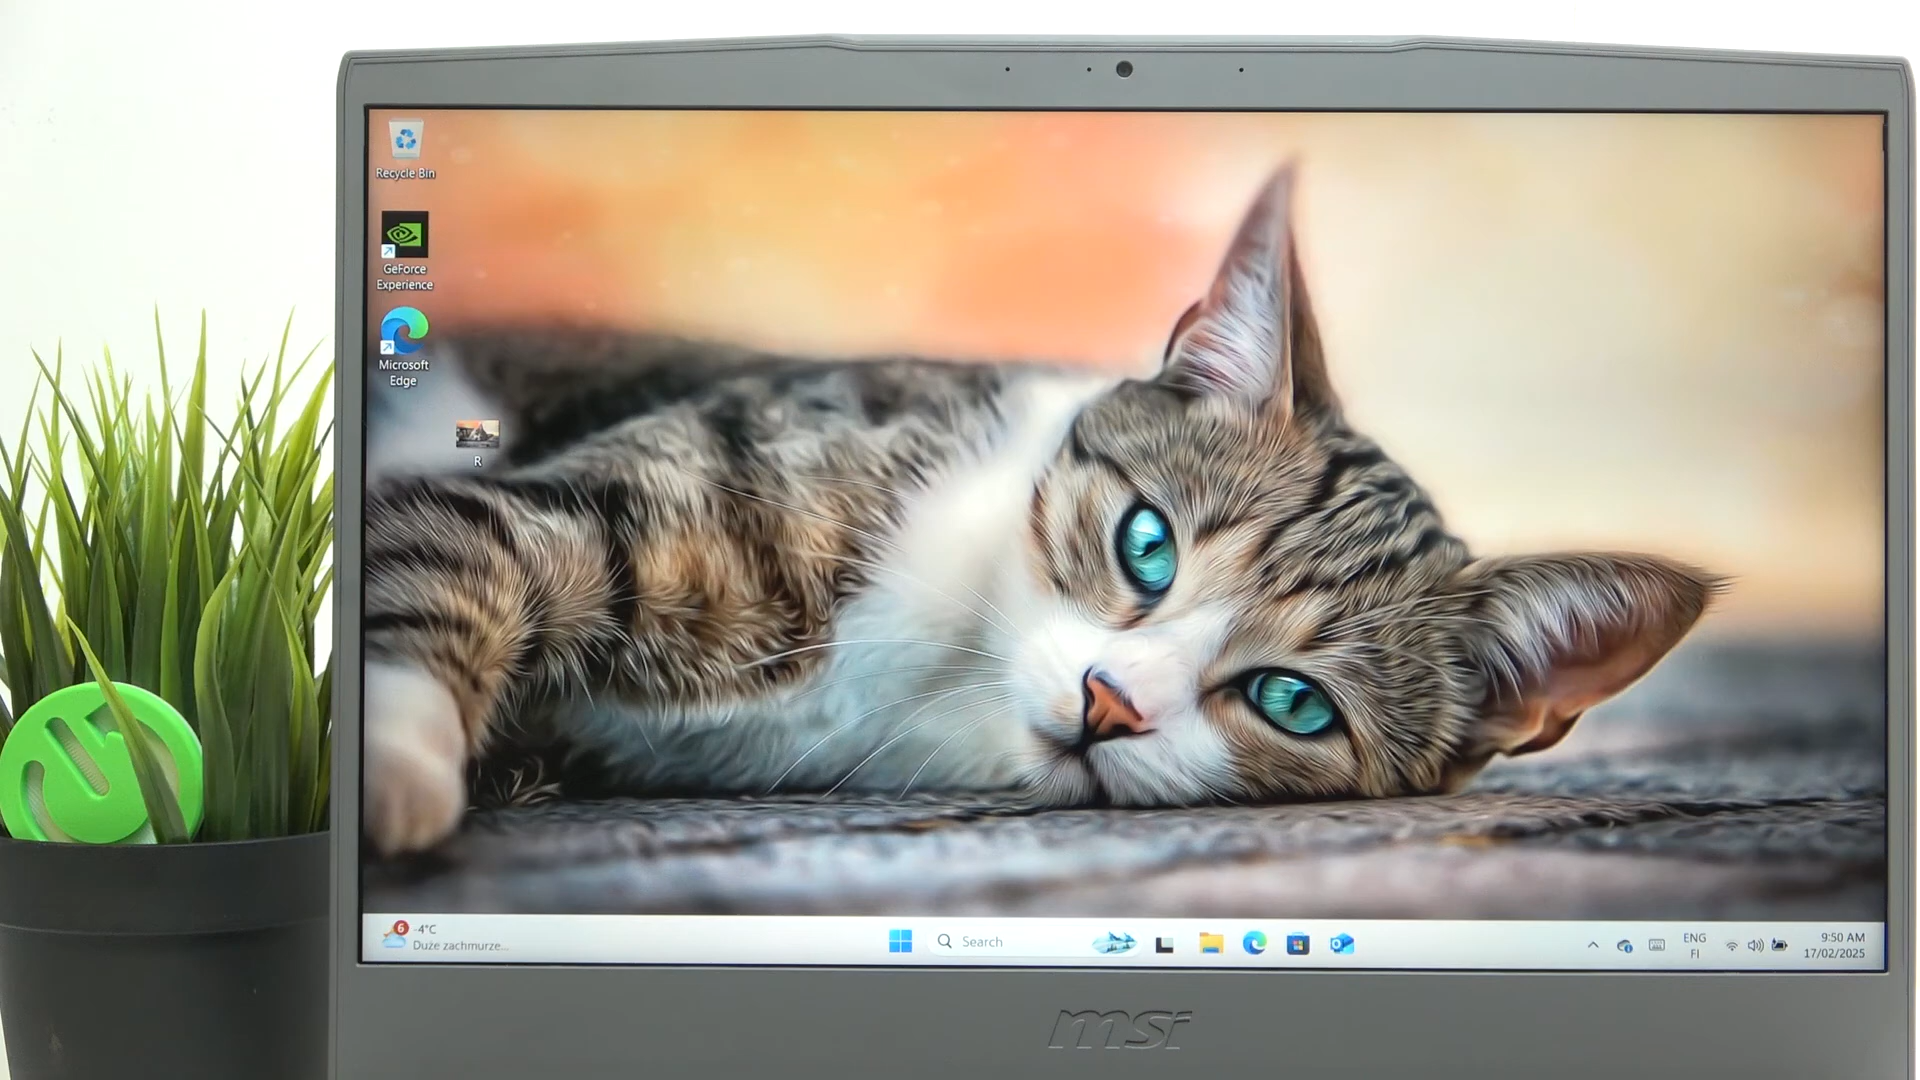 Recycle Bin
GeForce
Experience
Microsoft
Edge
R
6
-4°C
Duże zachmurze...
Search
ENG
FI
9:50 AM
17/02/2025
msi